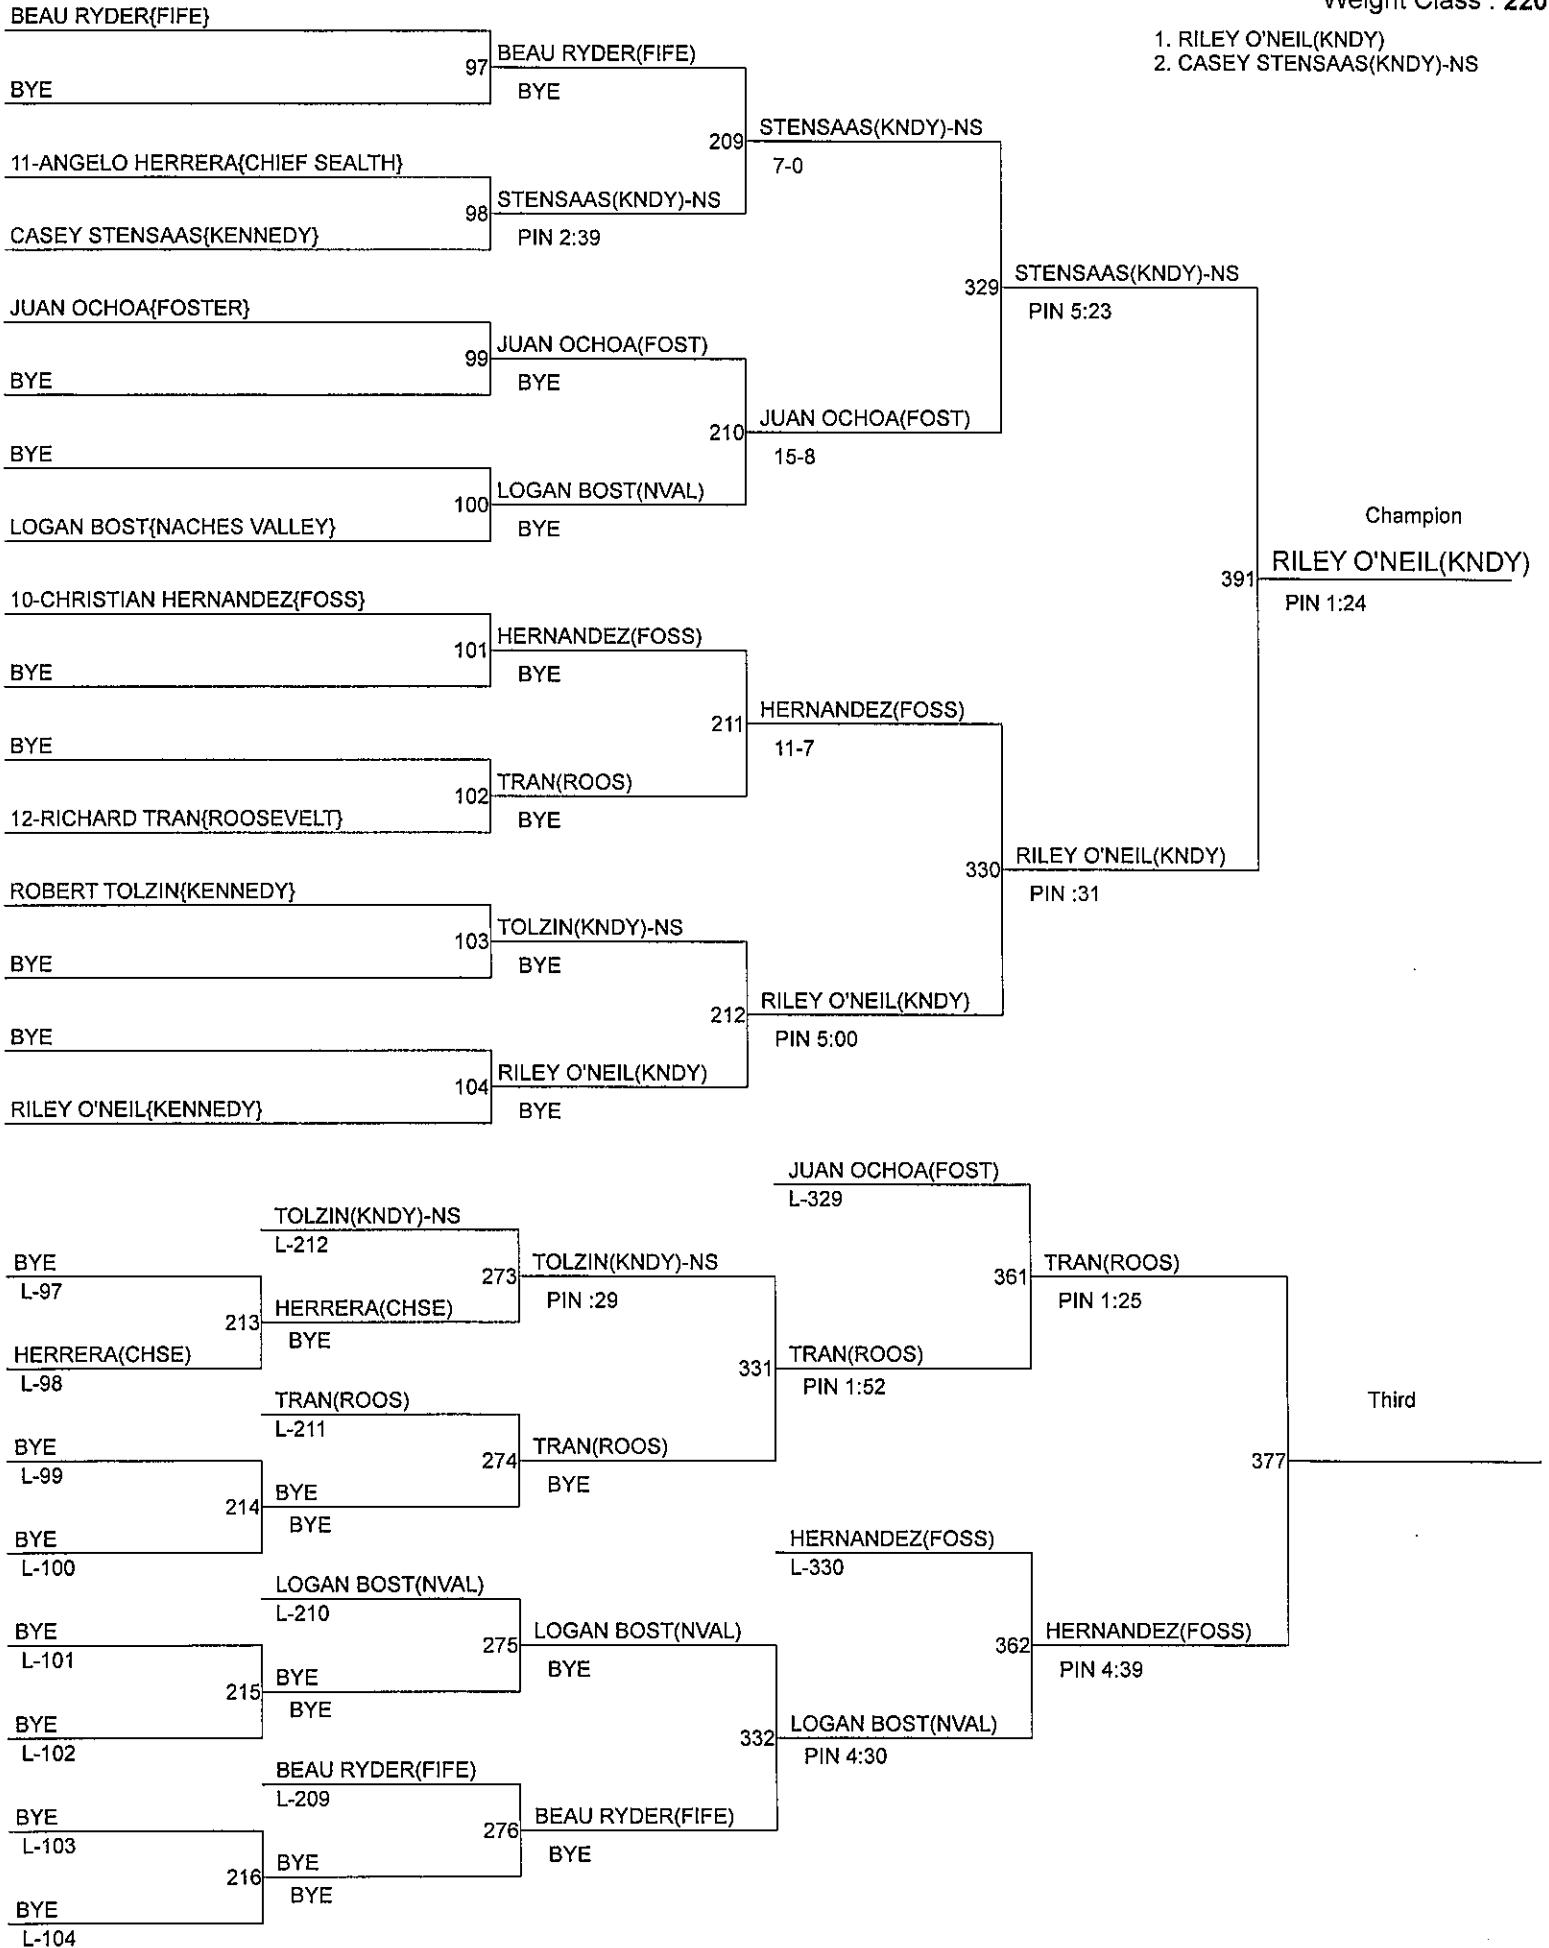 Weight Class : 220
1. RILEY O'NEIL(KNDY)
2. CASEY STENSAAS(KNDY)-NS
BEAU RYDER{FIFE}
97
BEAU RYDER(FIFE)
BYE
BYE
209
STENSAAS(KNDY)-NS
7-0
11-ANGELO HERRERA{CHIEF SEALTH}
98
STENSAAS(KNDY)-NS
CASEY STENSAAS{KENNEDY}
PIN 2:39
329
STENSAAS(KNDY)-NS
PIN 5:23
JUAN OCHOA{FOSTER}
99
JUAN OCHOA(FOST)
BYE
BYE
210
JUAN OCHOA(FOST)
15-8
BYE
100
LOGAN BOST(NVAL)
LOGAN BOST{NACHES VALLEY}
BYE
Champion
391
RILEY O'NEIL(KNDY)
PIN 1:24
10-CHRISTIAN HERNANDEZ{FOSS}
101
HERNANDEZ(FOSS)
BYE
BYE
211
HERNANDEZ(FOSS)
11-7
BYE
102
TRAN(ROOS)
12-RICHARD TRAN{ROOSEVELT}
BYE
330
RILEY O'NEIL(KNDY)
PIN :31
ROBERT TOLZIN{KENNEDY}
103
TOLZIN(KNDY)-NS
BYE
BYE
212
RILEY O'NEIL(KNDY)
PIN 5:00
BYE
104
RILEY O'NEIL(KNDY)
RILEY O'NEIL{KENNEDY}
BYE
JUAN OCHOA(FOST)
L-329
TOLZIN(KNDY)-NS
L-212
BYE
L-97
273
TOLZIN(KNDY)-NS
PIN :29
361
TRAN(ROOS)
PIN 1:25
213
HERRERA(CHSE)
BYE
HERRERA(CHSE)
L-98
331
TRAN(ROOS)
PIN 1:52
TRAN(ROOS)
L-211
Third
BYE
L-99
274
TRAN(ROOS)
BYE
377
214
BYE
BYE
BYE
L-100
HERNANDEZ(FOSS)
L-330
LOGAN BOST(NVAL)
L-210
BYE
L-101
275
LOGAN BOST(NVAL)
BYE
362
HERNANDEZ(FOSS)
PIN 4:39
215
BYE
BYE
BYE
L-102
332
LOGAN BOST(NVAL)
PIN 4:30
BEAU RYDER(FIFE)
L-209
BYE
L-103
276
BEAU RYDER(FIFE)
BYE
216
BYE
BYE
BYE
L-104